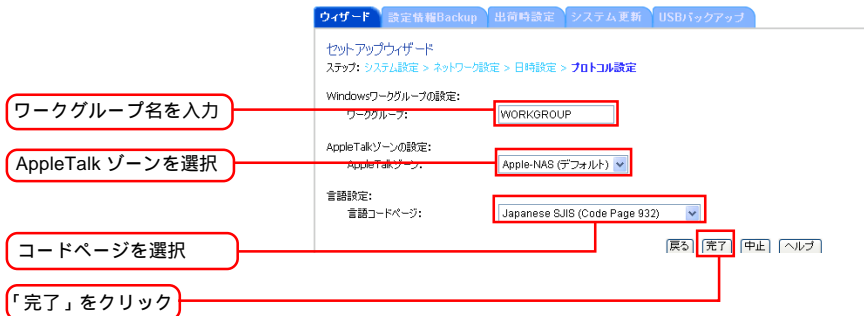 ウィザード 設定情報Backup 出荷時設定 システム更新 USBバックアップ
セットアップウィザード
ステップ: システム設定 > ネットワーク設定 > 日時設定 > プロトコル設定
Windowsワークグループの設定:
ワークグループ名を入力
ワークグループ: WORKGROUP
AppleTalkゾーンの設定:
AppleTalk ゾーンを選択
AppleTalkゾーン: Apple-NAS (デフォルト)
言語設定:
言語コードページ: Japanese SJIS (Code Page 932)
コードページを選択
戻る 完了 中止 ヘルプ
「完了」をクリック